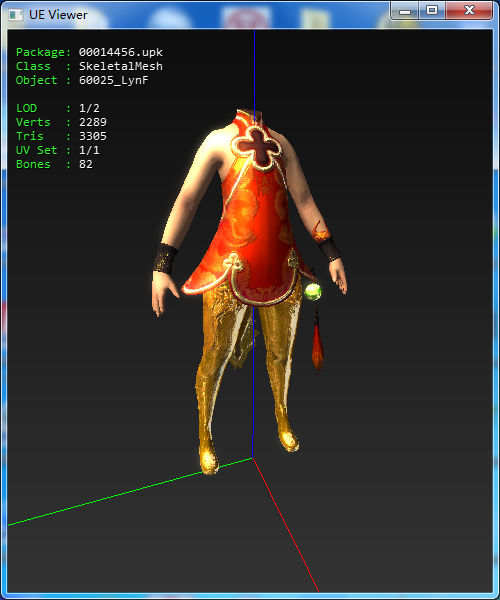 UE Viewer
Package: 00014456.upk
Class : SkeletalMesh
Object : 60025_LynF
LOD : 1/2
Verts : 2289
Tris : 3305
UV Set : 1/1
Bones : 82